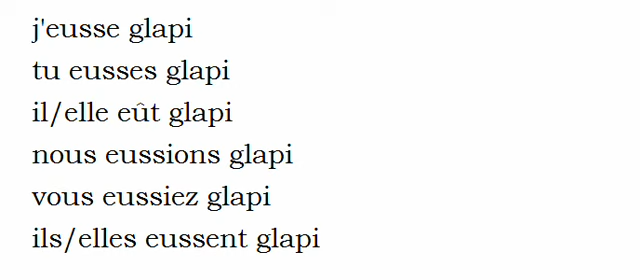 j'eusse glapi
tu eusses glapi
il/elle eût glapi
nous eussions glapi
vous eussiez glapi
ils/elles eussent glapi